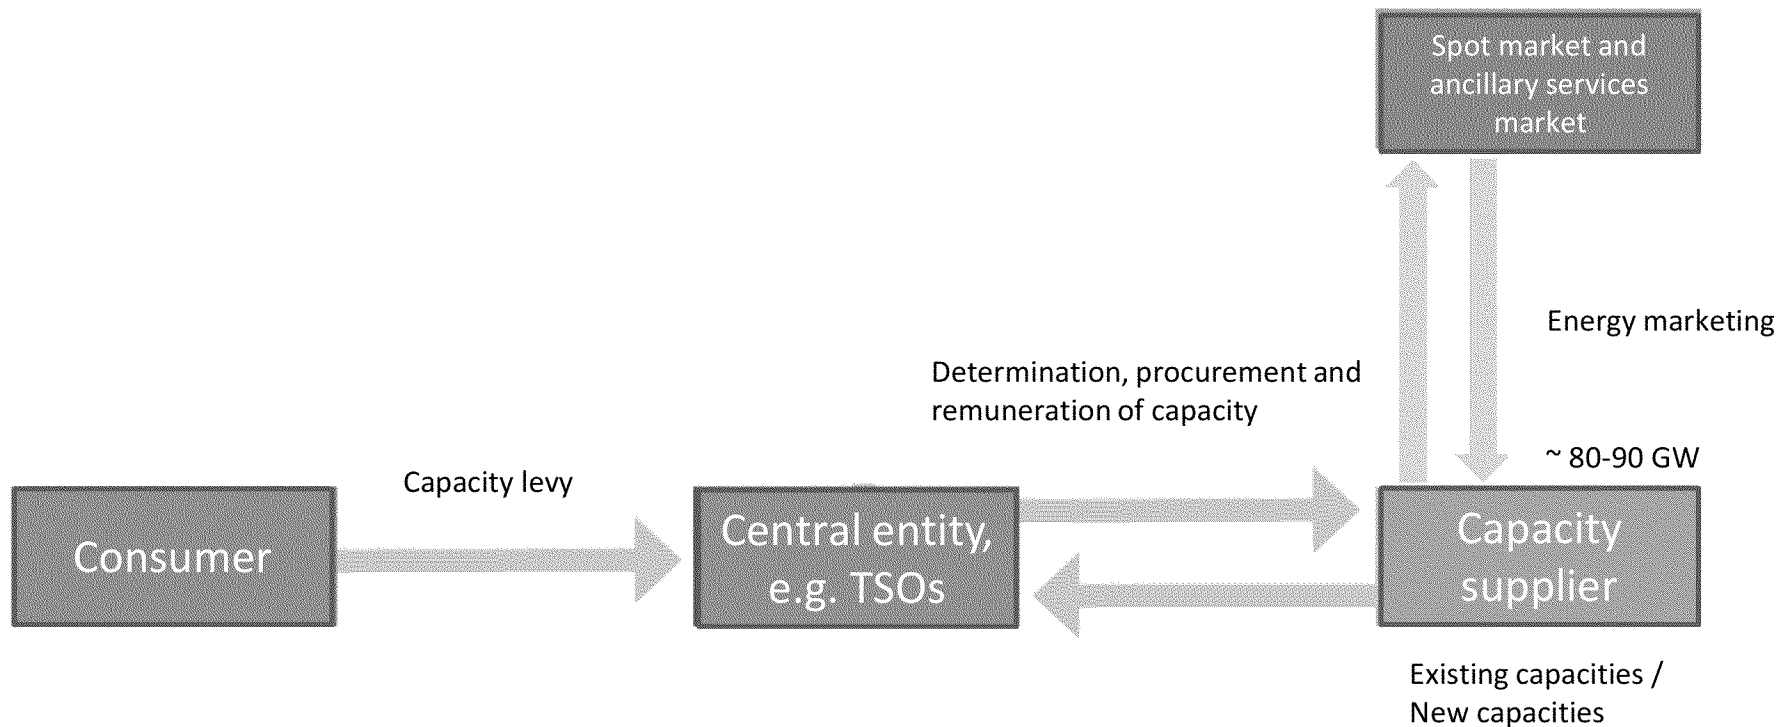 Spot market and
ancillary services
market
Energy marketing
Determination, procurement and
remuneration of capacity
~ 80-90 GW
Capacity levy
Consumer
Central entity,
e.g. TSOs
Capacity
supplier
Existing capacities /
New capacities